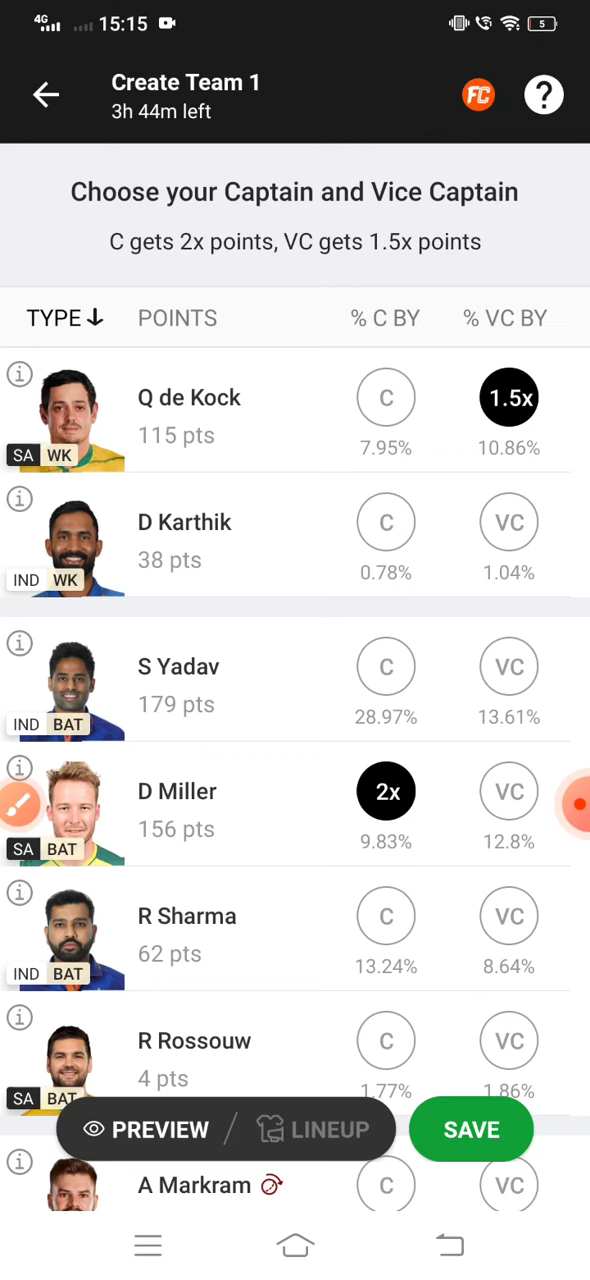 4G 15:15 5
Create Team 1
3h 44m left
FC ?
Choose your Captain and Vice Captain
C gets 2x points, VC gets 1.5x points
TYPE POINTS % C BY % VC BY
Q de Kock C 1.5x
115 pts 7.95% 10.86%
SA WK
D Karthik C VC
38 pts 0.78% 1.04%
IND WK
S Yadav C VC
179 pts 28.97% 13.61%
IND BAT
D Miller 2x VC
156 pts 9.83% 12.8%
SA BAT
R Sharma C VC
62 pts 13.24% 8.64%
IND BAT
R Rossouw C VC
4 pts 1.77% 1.86%
SA BAT
PREVIEW / LINEUP SAVE
A Markram C VC